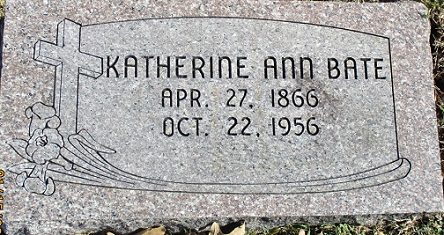 KATHERINE ANN BATE
APR. 27, 1866
OCT. 22, 1956